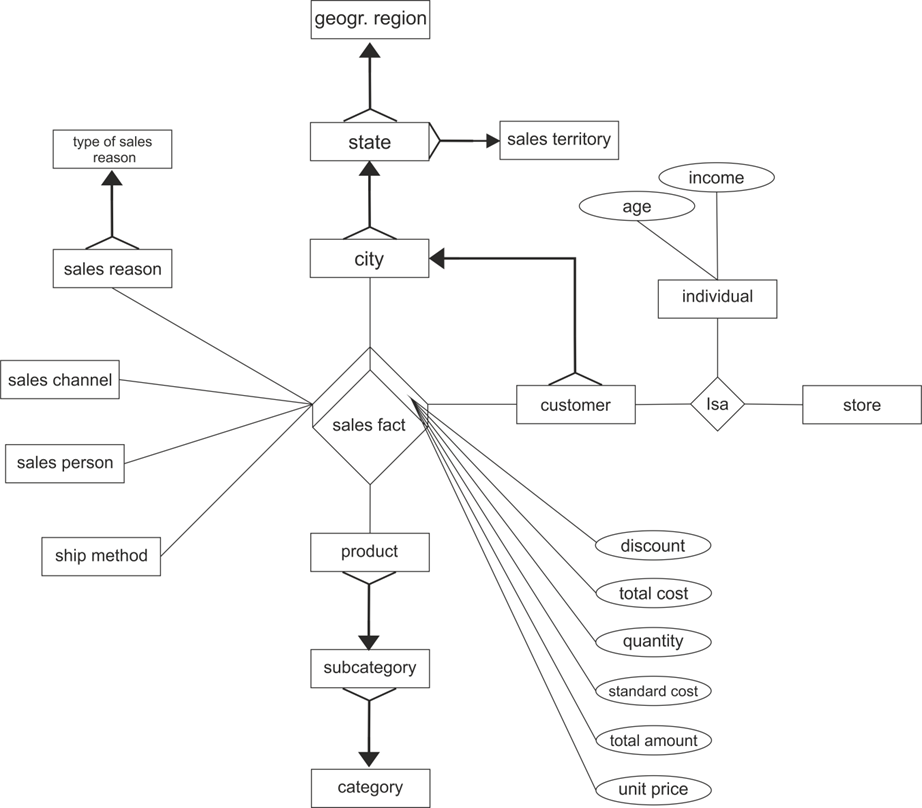 geogr. region
type of sales
reason
state
sales territory
income
age
sales reason
city
individual
sales channel
customer
Isa
store
sales fact
sales person
ship method
product
discount
total cost
quantity
subcategory
standard cost
total amount
category
unit price